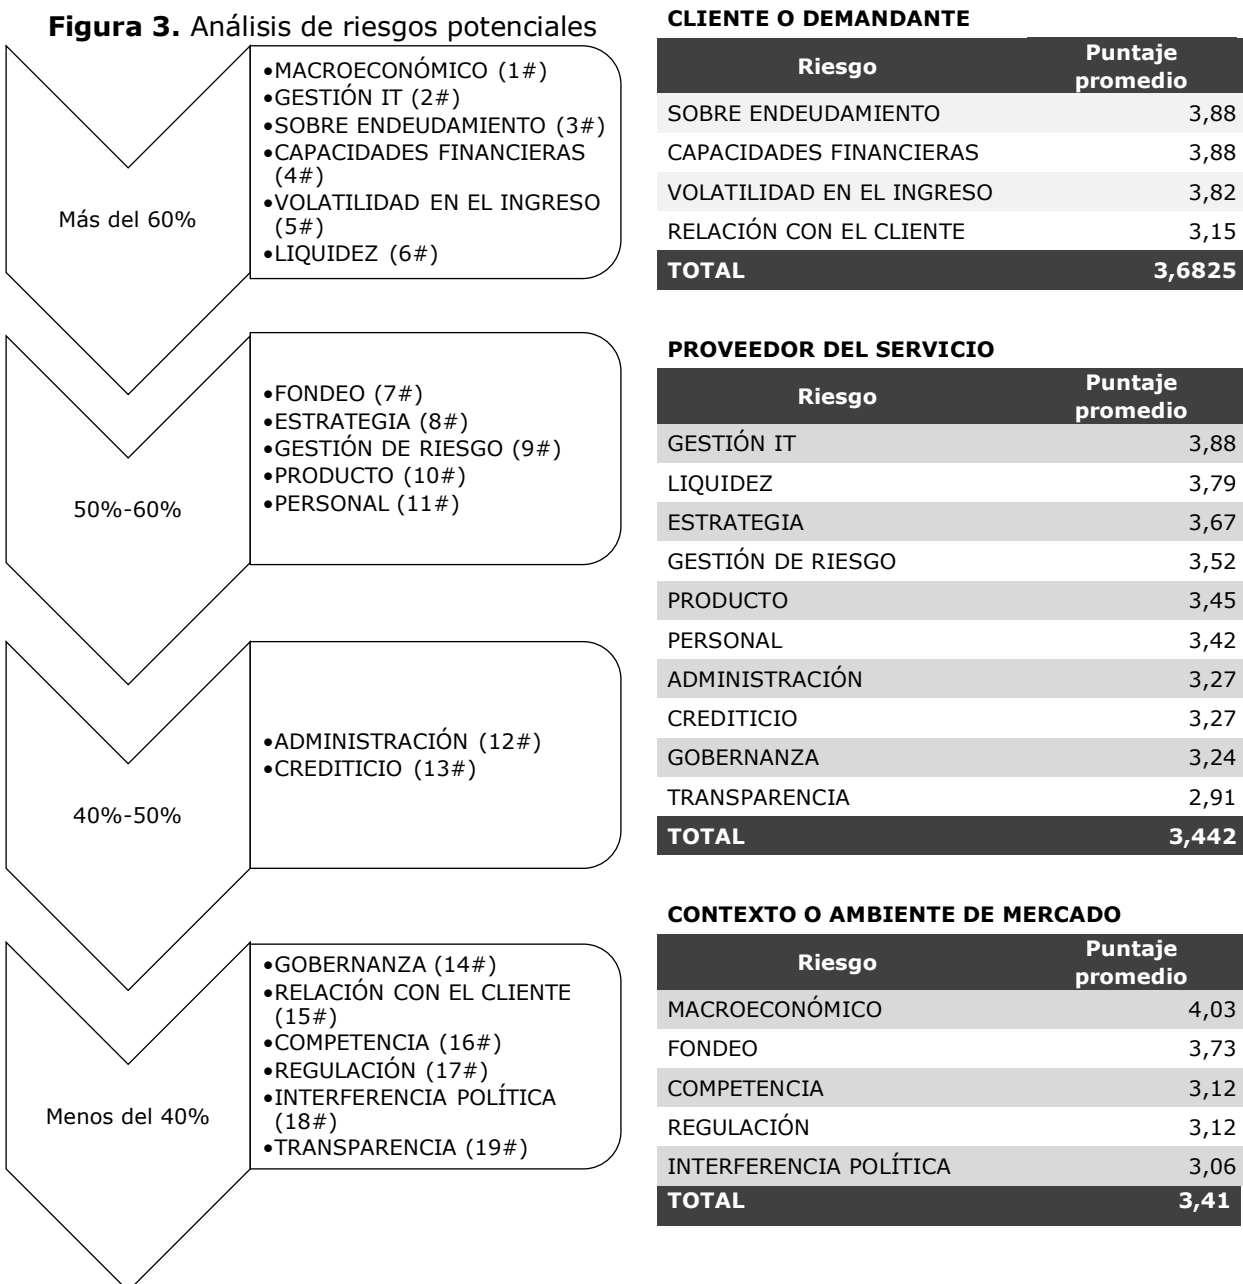 Figura 3. Análisis de riesgos potenciales
Más del 60%
•MACROECONÓMICO (1#)
•GESTIÓN IT (2#)
•SOBRE ENDEUDAMIENTO (3#)
•CAPACIDADES FINANCIERAS
(4#)
•VOLATILIDAD EN EL INGRESO
(5#)
•LIQUIDEZ (6#)
50%-60%
•FONDEO (7#)
•ESTRATEGIA (8#)
•GESTIÓN DE RIESGO (9#)
•PRODUCTO (10#)
•PERSONAL (11#)
40%-50%
•ADMINISTRACIÓN (12#)
•CREDITICIO (13#)
Menos del 40%
•GOBERNANZA (14#)
•RELACIÓN CON EL CLIENTE
(15#)
•COMPETENCIA (16#)
•REGULACIÓN (17#)
•INTERFERENCIA POLÍTICA
(18#)
•TRANSPARENCIA (19#)
CLIENTE O DEMANDANTE
Riesgo Puntaje
promedio
SOBRE ENDEUDAMIENTO 3,88
CAPACIDADES FINANCIERAS 3,88
VOLATILIDAD EN EL INGRESO 3,82
RELACIÓN CON EL CLIENTE 3,15
TOTAL 3,6825
PROVEEDOR DEL SERVICIO
Riesgo Puntaje
promedio
GESTIÓN IT 3,88
LIQUIDEZ 3,79
ESTRATEGIA 3,67
GESTIÓN DE RIESGO 3,52
PRODUCTO 3,45
PERSONAL 3,42
ADMINISTRACIÓN 3,27
CREDITICIO 3,27
GOBERNANZA 3,24
TRANSPARENCIA 2,91
TOTAL 3,442
CONTEXTO O AMBIENTE DE MERCADO
Riesgo Puntaje
promedio
MACROECONÓMICO 4,03
FONDEO 3,73
COMPETENCIA 3,12
REGULACIÓN 3,12
INTERFERENCIA POLÍTICA 3,06
TOTAL 3,41